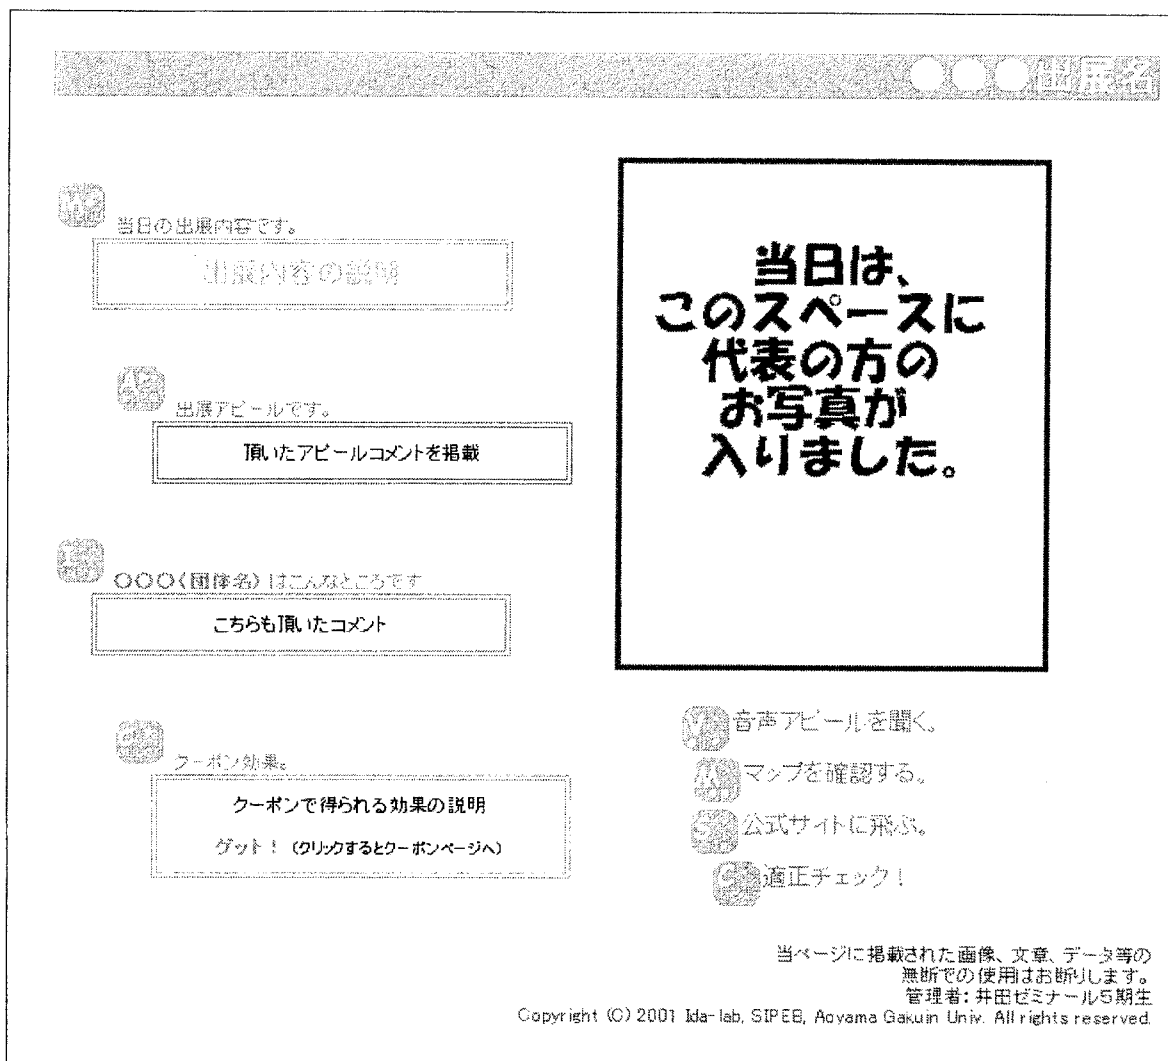 ●●●出展名
当日の出展内容です。
出展内容の説明
出展アピールです。
頂いたアピールコメントを掲載
○○○(団体名) はこんなところです
こちらも頂いたコメント
クーポン効果。
クーポンで得られる効果の説明
ゲット! (クリックするとクーポンページへ)
当日は、
このスペースに
代表の方の
お写真が
入りました。
音声アピールを聞く。
マップを確認する。
公式サイトに飛ぶ。
適正チェック!
当ページに掲載された画像、文章、データ等の
無断での使用はお断りします。
管理者: 井田ゼミナール5期生
Copyright (C) 2001 Ida-lab, SIPEB, Aoyama Gakuin Univ. All rights reserved.